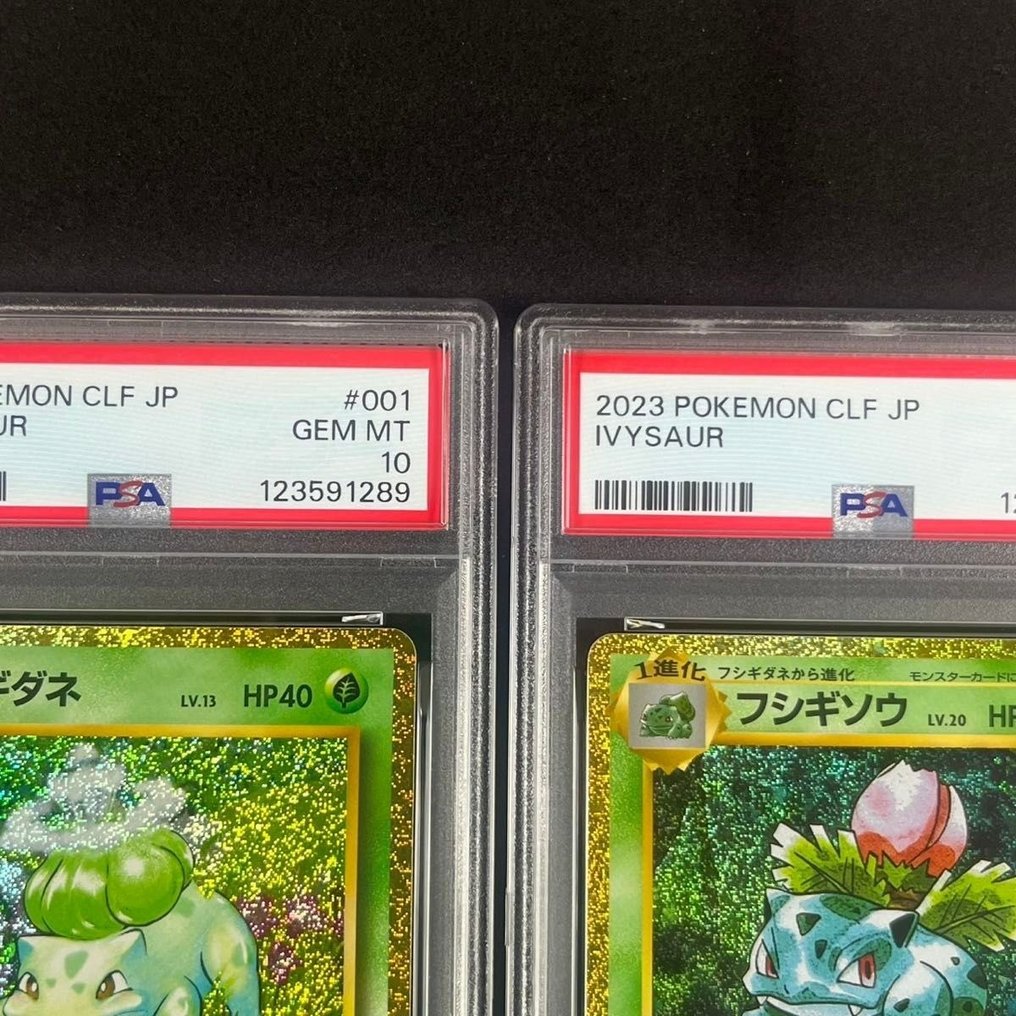 EMON CLF JP #001
UR GEM MT
10
PSA 123591289
ギダネ LV.13 HP40
2023 POKEMON CLF JP
IVYSAUR
PSA 12
1進化 フシギダネから進化 モンスターカードに
フシギソウ LV.20 HP